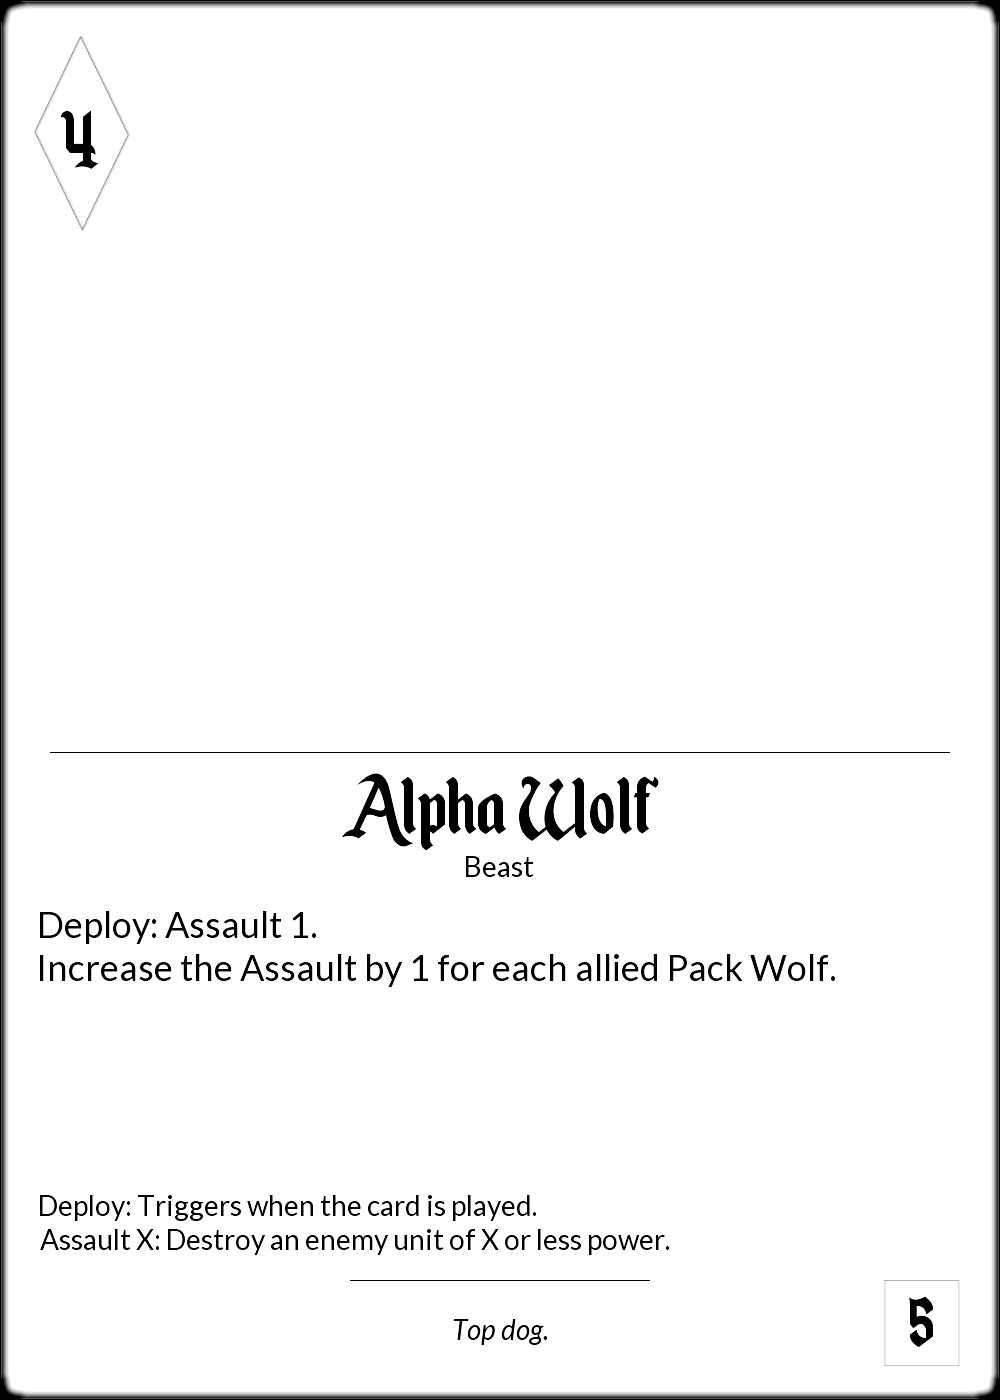 4
Alpha Wolf
Beast
Deploy: Assault 1.
Increase the Assault by 1 for each allied Pack Wolf.
Deploy: Triggers when the card is played.
Assault X: Destroy an enemy unit of X or less power.
Top dog.
5